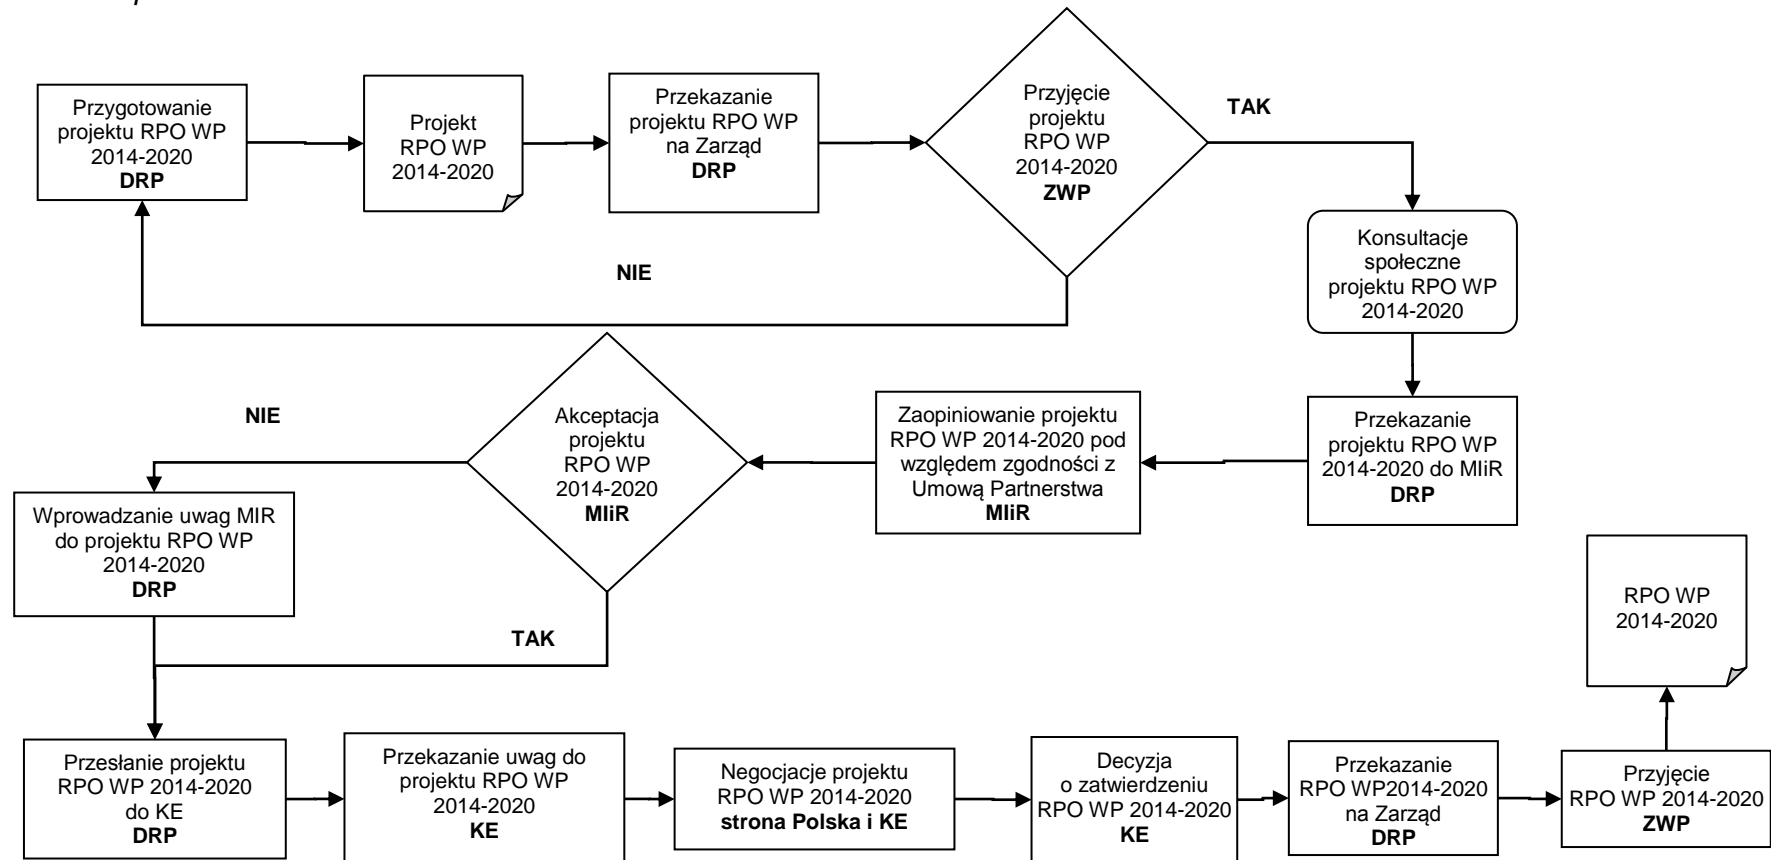 Przygotowanie
projektu RPO WP
2014-2020
DRP
Projekt
RPO WP
2014-2020
Przekazanie
projektu RPO WP
na Zarząd
DRP
Przyjęcie
projektu
RPO WP
2014-2020
ZWP
TAK
NIE
Konsultacje
społeczne
projektu RPO WP
2014-2020
Przekazanie
projektu RPO WP
2014-2020 do MIiR
DRP
Zaopiniowanie projektu
RPO WP 2014-2020 pod
względem zgodności z
Umową Partnerstwa
MIiR
Akceptacja
projektu
RPO WP
2014-2020
MIiR
NIE
TAK
Wprowadzanie uwag MIR
do projektu RPO WP
2014-2020
DRP
Przesłanie projektu
RPO WP 2014-2020
do KE
DRP
Przekazanie uwag do
projektu RPO WP
2014-2020
KE
Negocjacje projektu
RPO WP 2014-2020
strona Polska i KE
Decyzja
o zatwierdzeniu
RPO WP 2014-2020
KE
Przekazanie
RPO WP2014-2020
na Zarząd
DRP
Przyjęcie
RPO WP 2014-2020
ZWP
RPO WP
2014-2020